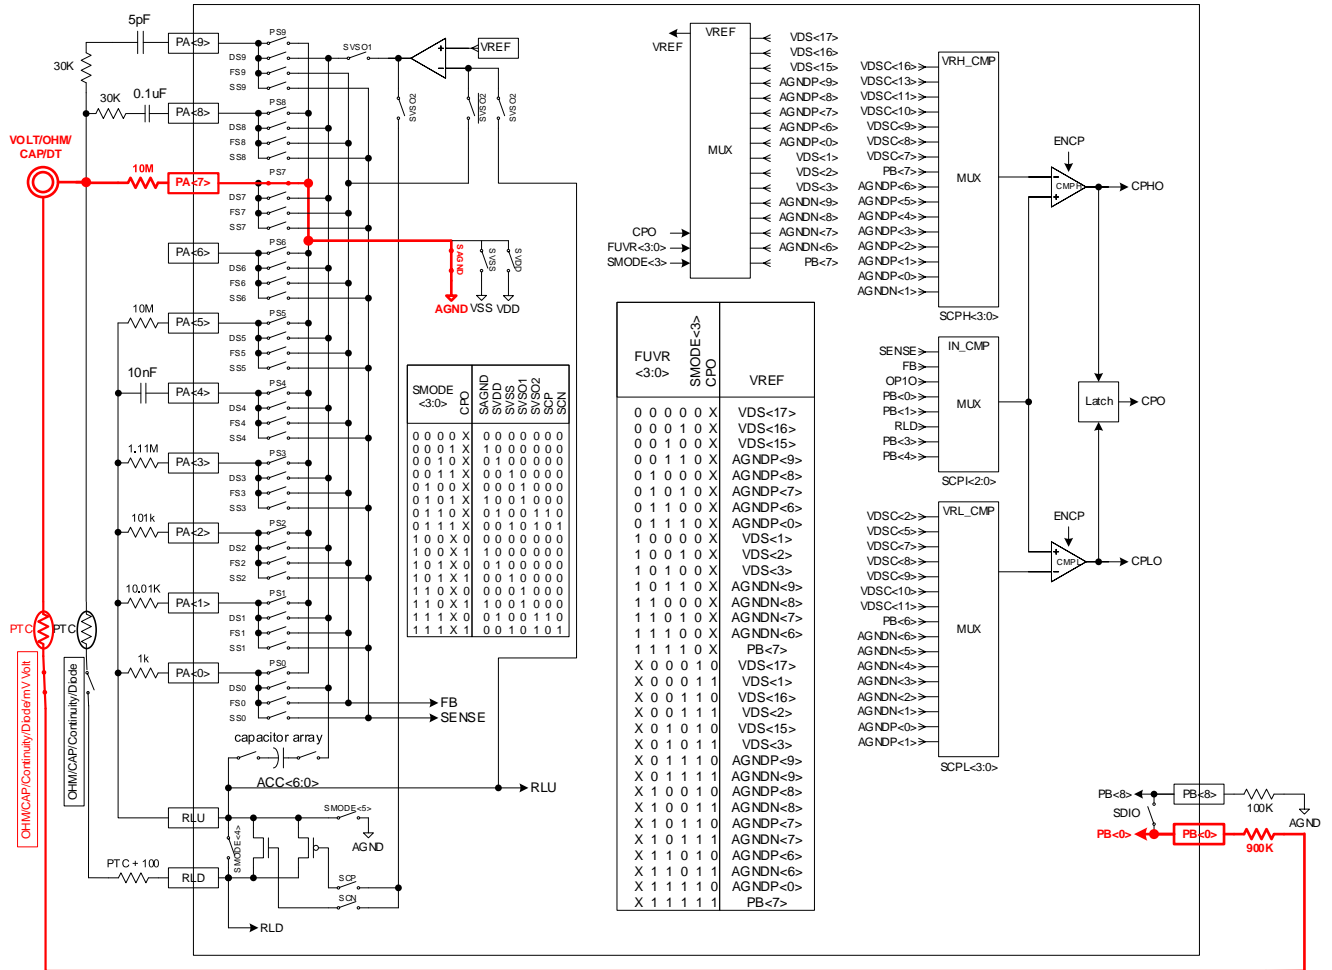 5pF
PA<9>
PS9
DS9
FS9
SS9
SVSO1
VREF
30K
30K
0.1uF
PA<8>
PS8
DS8
FS8
SS8
SVSO2
SVSO2
SVSO2
VOLT/OHM/
CAP/DT
10M
PA<7>
PS7
DS7
FS7
SS7
PA<6>
PS6
DS6
FS6
SS6
SAGND
SVSS
SVDD
AGND
VSS
VDD
10M
PA<5>
PS5
DS5
FS5
SS5
10nF
PA<4>
PS4
DS4
FS4
SS4
1.11M
PA<3>
PS3
DS3
FS3
SS3
101k
PA<2>
PS2
DS2
FS2
SS2
10.01K
PA<1>
PS1
DS1
FS1
SS1
1k
PA<0>
PS0
DS0
FS0
SS0
FB
SENSE
PTC
PTC
OHM/CAP/Continuity/Diode/mV Volt
OHM/CAP/Continuity/Diode
capacitor array
ACC<6:0>
RLU
RLU
SMODE<5>
AGND
SMODE<4>
PTC + 100
RLD
SCP
SCN
RLD
SMODE <3:0> CPO SAGND SVDD SVSS SVSO1 SVSO2 SCP SCN
0 0 0 0 X 0 0 0 0 0 0 0
0 0 0 1 X 1 0 0 0 0 0 0
0 0 1 0 X 0 1 0 0 0 0 0
0 0 1 1 X 0 0 1 0 0 0 0
0 1 0 0 X 0 0 0 1 0 0 0
0 1 0 1 X 1 0 0 1 0 0
0 1 1 0 X 0 1 0 0 1 1 0
0 1 1 1 X 0 0 1 0 1 0 1
1 0 0 X 0 0 0 0 0 0 0 0
1 0 0 X 1 1 0 0 0 0 0 0
1 0 1 X 0 0 1 0 0 0 0 0
1 0 1 X 1 0 0 1 0 0 0 0
1 1 0 X 0 0 0 0 1 0 0 0
1 1 0 X 1 1 0 0 1 0 0
1 1 1 X 0 0 1 0 0 1 1 0
1 1 1 X 1 0 0 1 0 1 0 1
VREF
VREF
MUX
VDS<17>
VDS<16>
VDS<15>
AGNDP<9>
AGNDP<8>
AGNDP<7>
AGNDP<6>
AGNDP<0>
VDS<1>
VDS<2>
VDS<3>
AGNDN<9>
AGNDN<8>
AGNDN<7>
AGNDN<6>
PB<7>
CPO
FUVR<3:0>
SMODE<3>
FUVR <3:0> SMODE<3> CPO VREF
0 0 0 0 0 X VDS<17>
0 0 0 1 0 X VDS<16>
0 0 1 0 0 X VDS<15>
0 0 1 1 0 X AGNDP<9>
0 1 0 0 0 X AGNDP<8>
0 1 0 1 0 X AGNDP<7>
0 1 1 0 0 X AGNDP<6>
0 1 1 1 0 X AGNDP<0>
1 0 0 0 0 X VDS<1>
1 0 0 1 0 X VDS<2>
1 0 1 0 0 X VDS<3>
1 0 1 1 0 X AGNDN<9>
1 1 0 0 0 X AGNDN<8>
1 1 0 1 0 X AGNDN<7>
1 1 1 0 0 X AGNDN<6>
1 1 1 1 0 X PB<7>
X 0 0 0 1 0 VDS<17>
X 0 0 0 1 1 VDS<1>
X 0 0 1 1 0 VDS<16>
X 0 0 1 1 1 VDS<2>
X 0 1 0 1 0 VDS<15>
X 0 1 0 1 1 VDS<3>
X 0 1 1 1 0 AGNDP<9>
X 0 1 1 1 1 AGNDN<9>
X 1 0 0 1 0 AGNDP<8>
X 1 0 0 1 1 AGNDN<8>
X 1 0 1 1 0 AGNDP<7>
X 1 0 1 1 1 AGNDN<7>
X 1 1 0 1 0 AGNDP<6>
X 1 1 0 1 1 AGNDN<6>
X 1 1 1 1 0 AGNDP<0>
X 1 1 1 1 1 PB<7>
VRH_CMP
VDSC<16>
VDSC<13>
VDSC<11>
VDSC<10>
VDSC<9>
VDSC<8>
VDSC<7>
PB<7>
AGNDP<6>
AGNDP<5>
AGNDP<4>
AGNDP<3>
AGNDP<2>
AGNDP<1>
AGNDP<0>
AGNDN<1>
MUX
SCPH<3:0>
ENCP
CMPH
CPHO
IN_CMP
SENSE
FB
OP1O
PB<0>
PB<1>
RLD
PB<3>
PB<4>
MUX
SCPI<2:0>
Latch
CPO
VRL_CMP
VDSC<2>
VDSC<5>
VDSC<7>
VDSC<8>
VDSC<9>
VDSC<10>
VDSC<11>
PB<6>
AGNDN<6>
AGNDN<5>
AGNDN<4>
AGNDN<3>
AGNDN<2>
AGNDN<1>
AGNDP<0>
AGNDP<1>
MUX
SCPL<3:0>
ENCP
CMPL
CPLO
PB<8>
PB<8>
100K
AGND
SDIO
PB<0>
PB<0>
900K